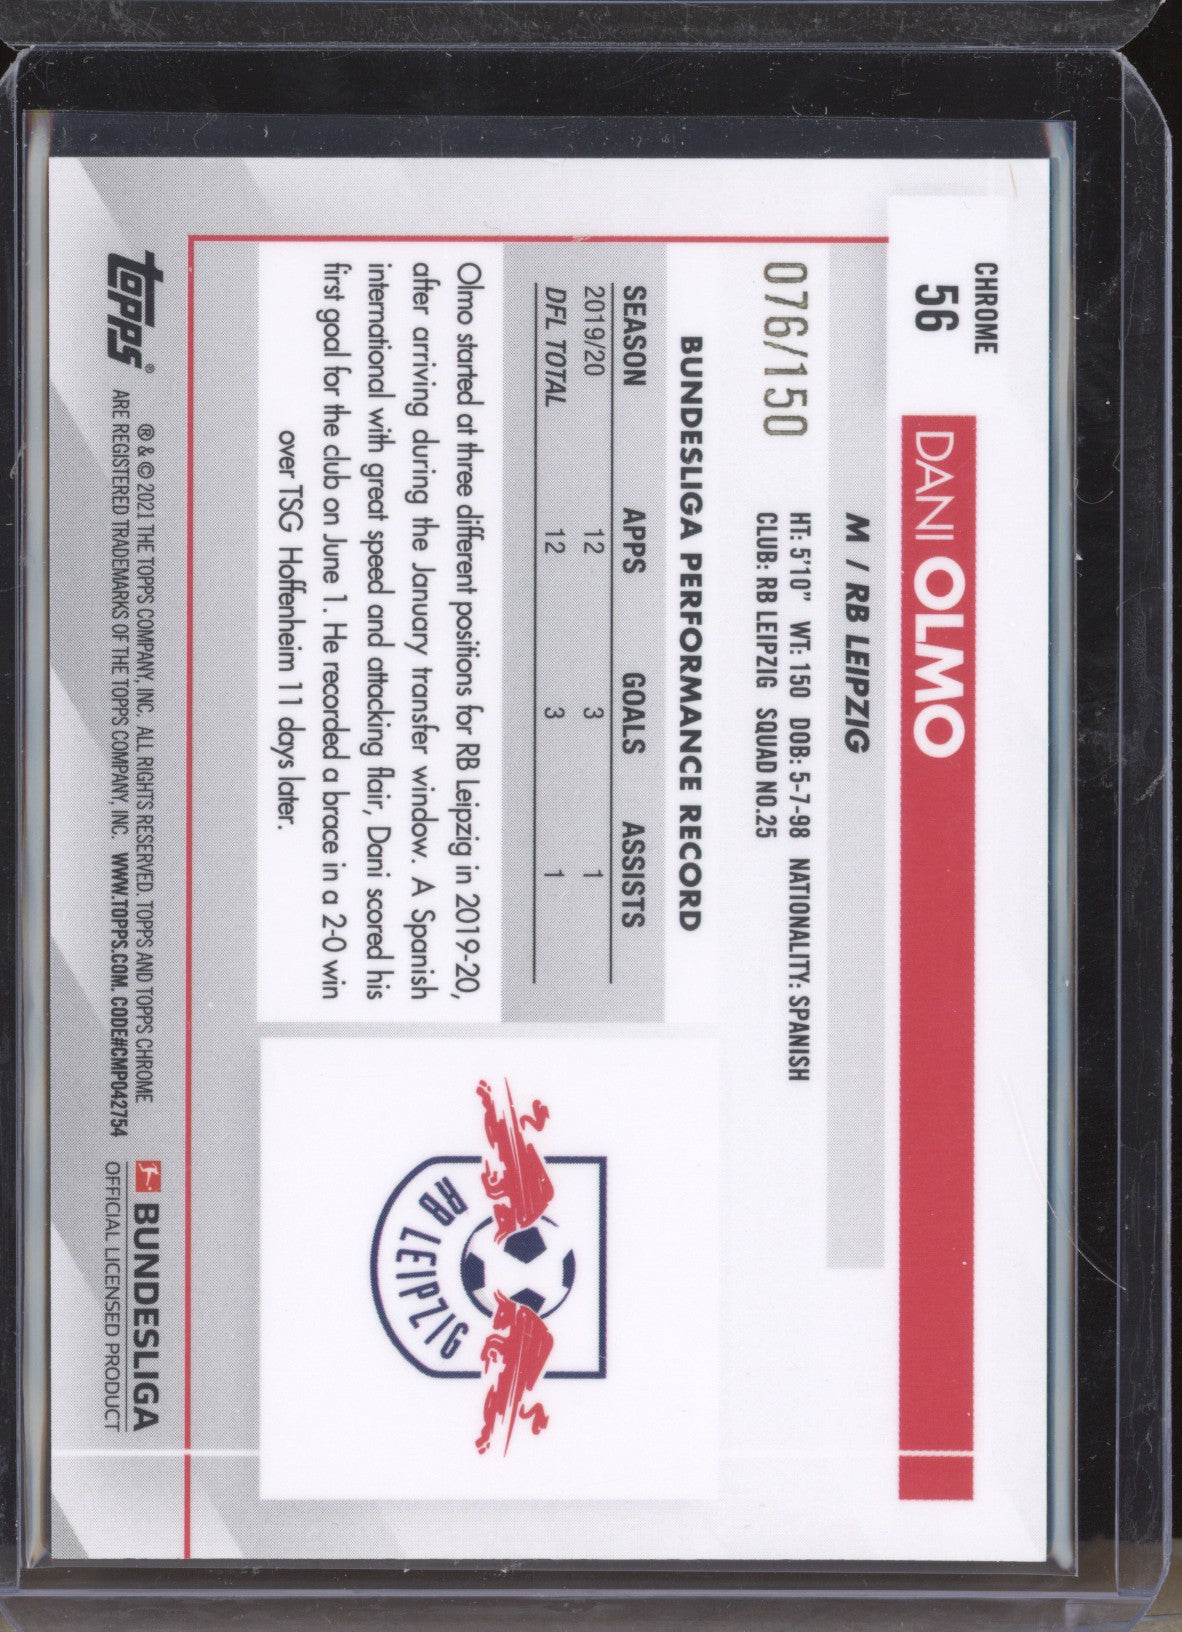 CHROME
56
DANI OLMO
M / RB LEIPZIG
076/150
HT: 5'10" WT: 150 DOB: 5-7-98 NATIONALITY: SPANISH
CLUB: RB LEIPZIG SQUAD NO.25
BUNDESLIGA PERFORMANCE RECORD
SEASON APPS GOALS ASSISTS
2019/20 12 3 1
DFL TOTAL 12 3 1
Olmo started at three different positions for RB Leipzig in 2019-20,
after arriving during the January transfer window. A Spanish
international with great speed and attacking flair, Dani scored his
first goal for the club on June 1. He recorded a brace in a 2-0 win
over TSG Hoffenheim 11 days later.
RB LEIPZIG
topps®
® & © 2021 THE TOPPS COMPANY, INC. ALL RIGHTS RESERVED. TOPPS AND TOPPS CHROME
ARE REGISTERED TRADEMARKS OF THE TOPPS COMPANY, INC. WWW.TOPPS.COM. CODE#CMP042754
BUNDESLIGA
OFFICIAL LICENSED PRODUCT